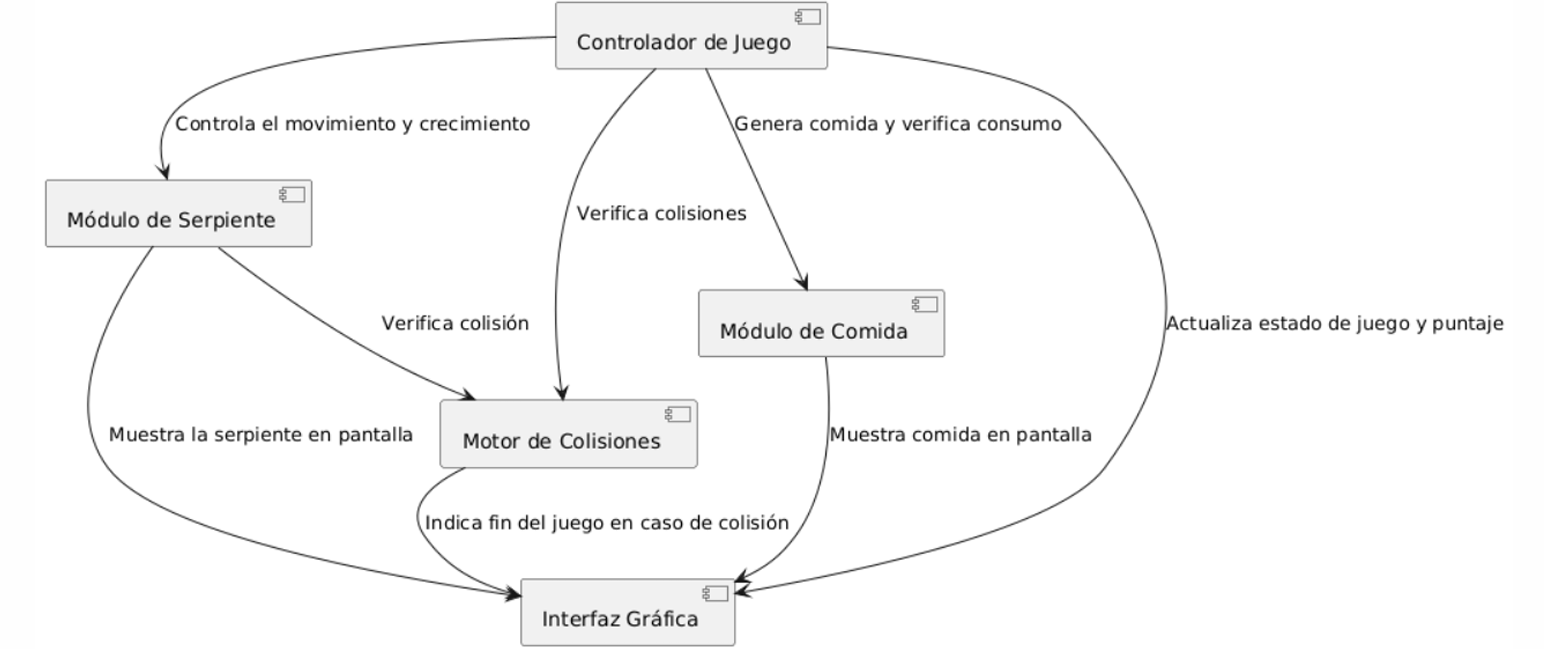 Controlador de Juego
Controla el movimiento y crecimiento
Genera comida y verifica consumo
Módulo de Serpiente
Verifica colisiones
Verifica colisión
Módulo de Comida
Actualiza estado de juego y puntaje
Muestra la serpiente en pantalla
Motor de Colisiones
Muestra comida en pantalla
Indica fin del juego en caso de colisión
Interfaz Gráfica